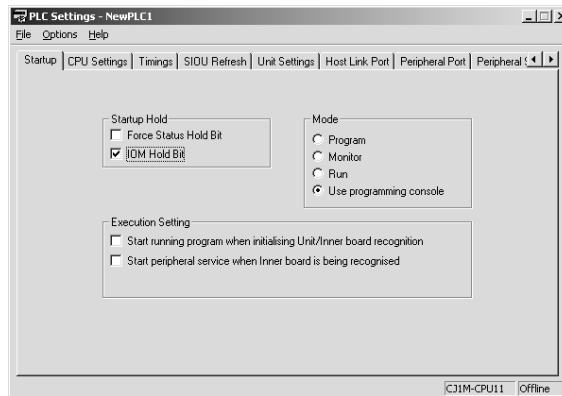 PLC Settings - NewPLC1
File Options Help
Startup CPU Settings Timings SIOU Refresh Unit Settings Host Link Port Peripheral Port Peripheral
Startup Hold
Force Status Hold Bit
IOM Hold Bit
Mode
Program
Monitor
Run
Use programming console
Execution Setting
Start running program when initialising Unit/Inner board recognition
Start peripheral service when Inner board is being recognised
CJ1M-CPU11 Offline